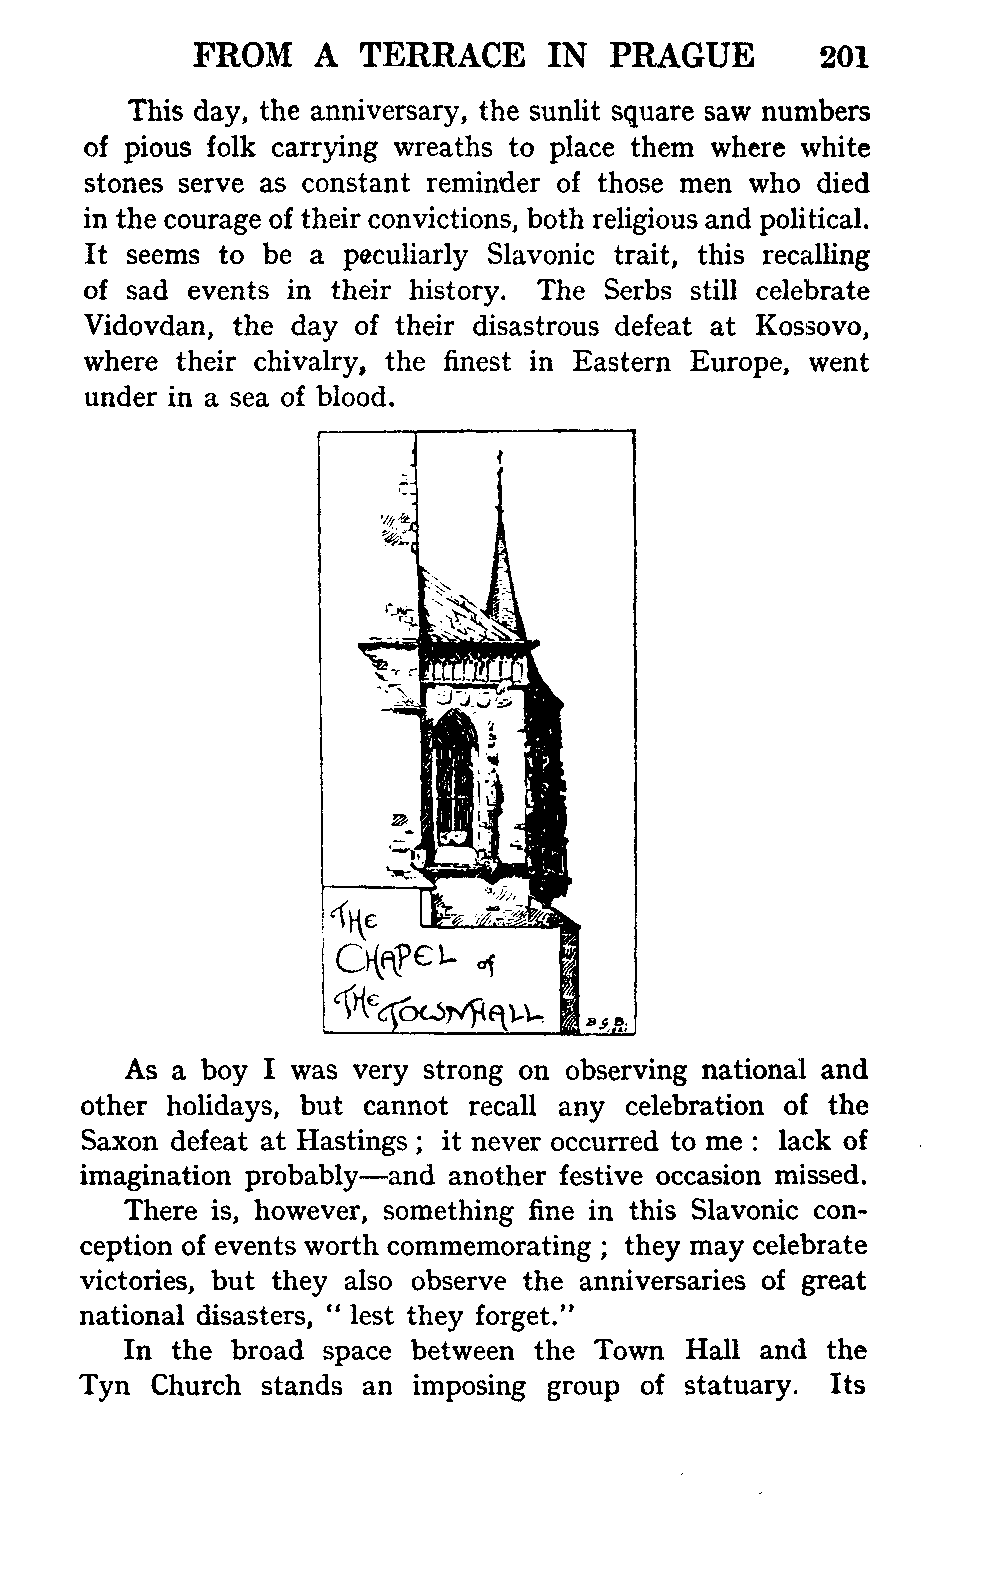 FROM A TERRACE IN PRAGUE 201
This day, the anniversary, the sunlit square saw numbers
of pious folk carrying wreaths to place them where white
stones serve as constant reminder of those men who died
in the courage of their convictions, both religious and political.
It seems to be a peculiarly Slavonic trait, this recalling
of sad events in their history. The Serbs still celebrate
Vidovdan, the day of their disastrous defeat at Kossovo,
where their chivalry, the finest in Eastern Europe, went
under in a sea of blood.
THE
CHAPEL of
THE TOWNHALL
B.S.B.
As a boy I was very strong on observing national and
other holidays, but cannot recall any celebration of the
Saxon defeat at Hastings ; it never occurred to me : lack of
imagination probably—and another festive occasion missed.
There is, however, something fine in this Slavonic con-
ception of events worth commemorating ; they may celebrate
victories, but they also observe the anniversaries of great
national disasters, “ lest they forget.”
In the broad space between the Town Hall and the
Tyn Church stands an imposing group of statuary. Its